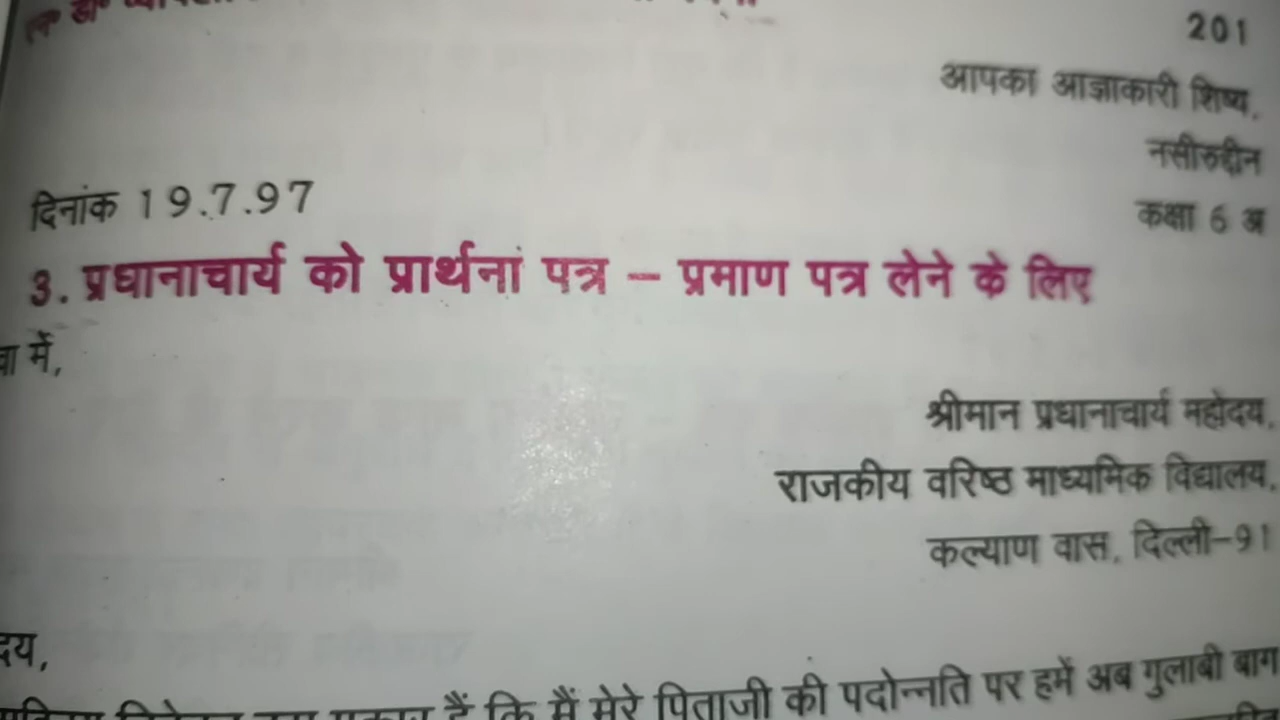 201
आपका आज्ञाकारी शिष्य,
नसीरुद्दीन
दिनांक 19.7.97
कक्षा 6 अ
3. प्रधानाचार्य को प्रार्थनां पत्र – प्रमाण पत्र लेने के लिए
में,
श्रीमान प्रधानाचार्य महोदय,
राजकीय वरिष्ठ माध्यमिक विद्यालय,
कल्याण वास, दिल्ली-91
हैं कि मैं मेरे पिताजी की पदोन्नति पर हमें अब गुलाबी बाग